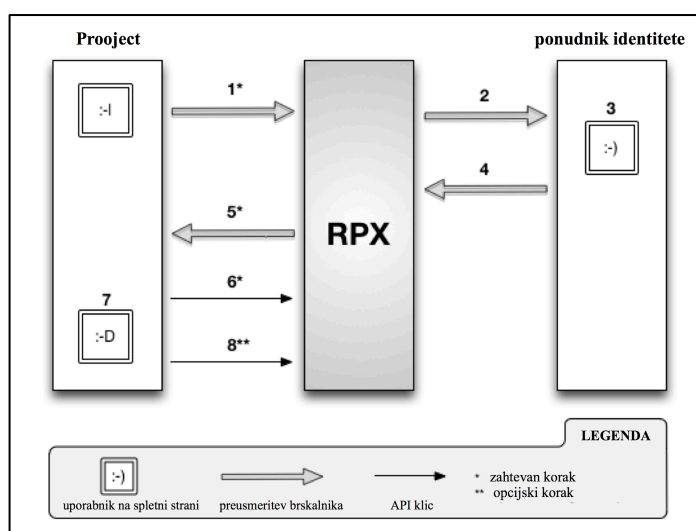 Prooject
ponudnik identitete
:-I
1*
2
3
:-)
4
5*
RPX
6*
7
:-D
8**
LEGENDA
:-)
uporabnik na spletni strani
preusmeritev brskalnika
API klic
* zahtevan korak
** opcijski korak